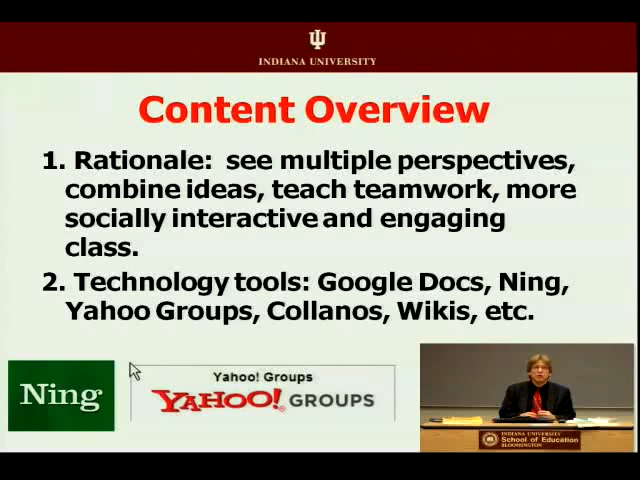 INDIANA UNIVERSITY
Content Overview
1. Rationale: see multiple perspectives,
combine ideas, teach teamwork, more
socially interactive and engaging
class.
2. Technology tools: Google Docs, Ning,
Yahoo Groups, Collanos, Wikis, etc.
Ning
Yahoo! Groups
YAHOO! GROUPS
INDIANA UNIVERSITY
School of Education
BLOOMINGTON